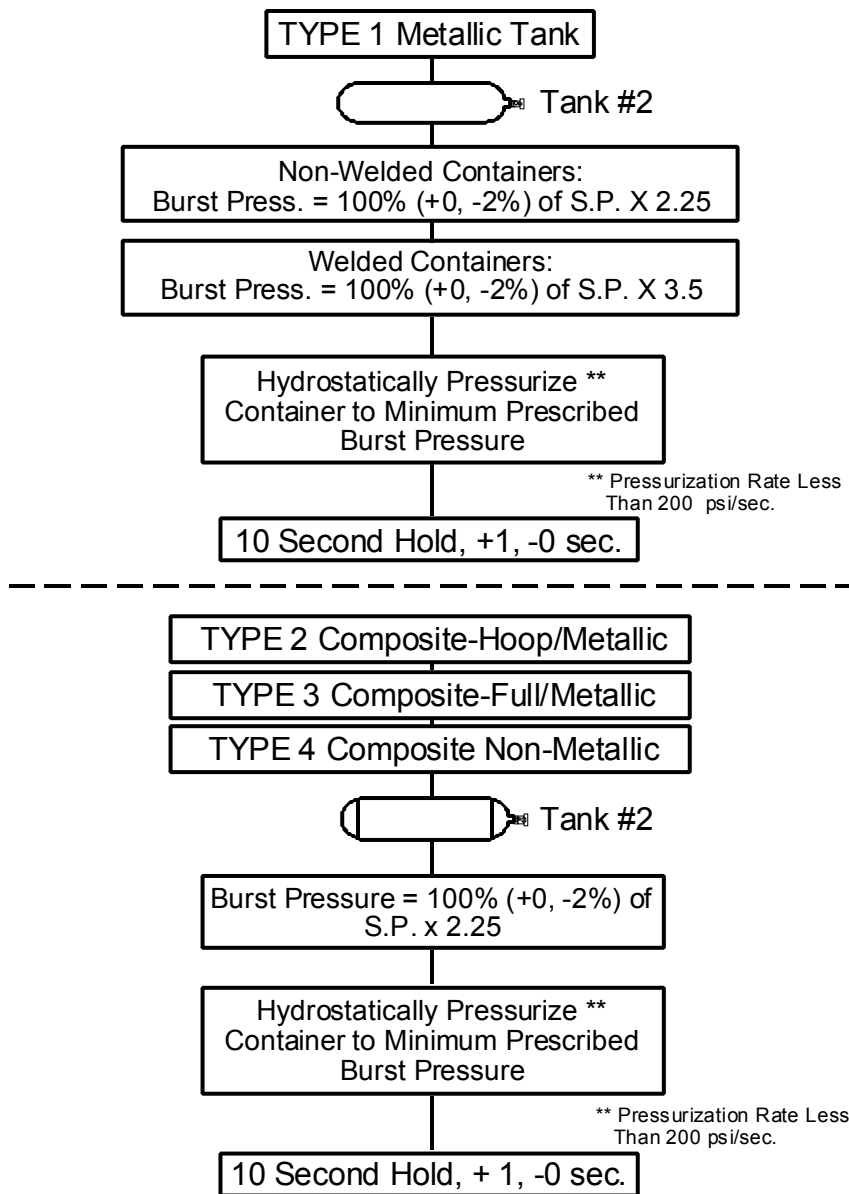 TYPE 1 Metallic Tank
Tank #2
Non-Welded Containers:
Burst Press. = 100% (+0, -2%) of S.P. X 2.25
Welded Containers:
Burst Press. = 100% (+0, -2%) of S.P. X 3.5
Hydrostatically Pressurize **
Container to Minimum Prescribed
Burst Pressure
** Pressurization Rate Less
Than 200 psi/sec.
10 Second Hold, +1, -0 sec.
TYPE 2 Composite-Hoop/Metallic
TYPE 3 Composite-Full/Metallic
TYPE 4 Composite Non-Metallic
Tank #2
Burst Pressure = 100% (+0, -2%) of
S.P. x 2.25
Hydrostatically Pressurize **
Container to Minimum Prescribed
Burst Pressure
** Pressurization Rate Less
Than 200 psi/sec.
10 Second Hold, + 1, -0 sec.